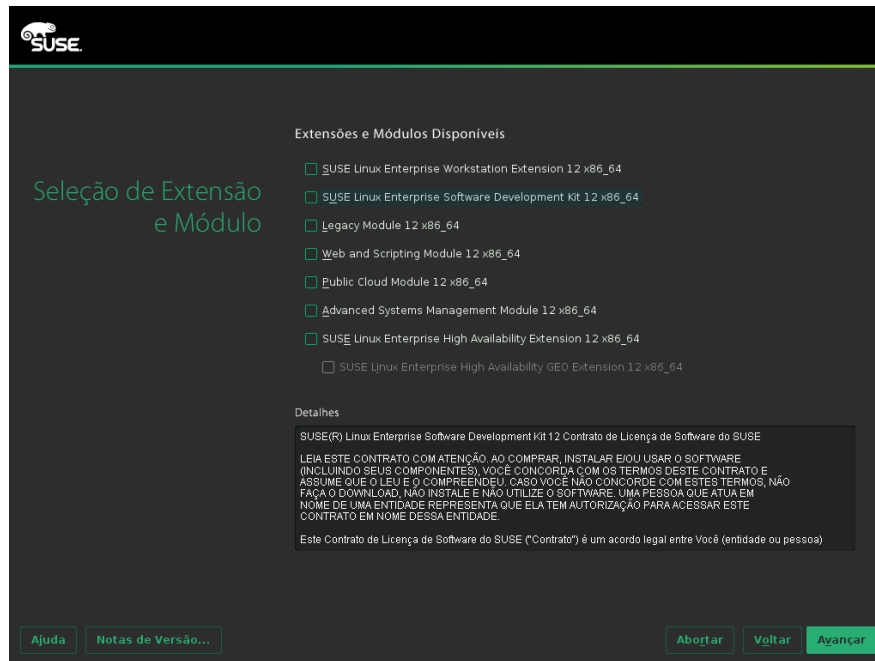 SUSE.
Seleção de Extensão
e Módulo
Extensões e Módulos Disponíveis
SUSE Linux Enterprise Workstation Extension 12 x86_64
SUSE Linux Enterprise Software Development Kit 12 x86_64
Legacy Module 12 x86_64
Web and Scripting Module 12 x86_64
Public Cloud Module 12 x86_64
Advanced Systems Management Module 12 x86_64
SUSE Linux Enterprise High Availability Extension 12 x86_64
SUSE Linux Enterprise High Availability GEO Extension 12 x86_64
Detalhes
SUSE(R) Linux Enterprise Software Development Kit 12 Contrato de Licença de Software do SUSE
LEIA ESTE CONTRATO COM ATENÇÃO. AO COMPRAR, INSTALAR E/OU USAR O SOFTWARE
(INCLUINDO SEUS COMPONENTES), VOCÊ CONCORDA COM OS TERMOS DESTE CONTRATO E
ASSUME QUE O LEU E O COMPREENDEU. CASO VOCÊ NÃO CONCORDE COM ESTES TERMOS, NÃO
FAÇA O DOWNLOAD, NÃO INSTALE E NÃO UTILIZE O SOFTWARE. UMA PESSOA QUE ATUA EM
NOME DE UMA ENTIDADE REPRESENTA QUE ELA TEM AUTORIZAÇÃO PARA ACESSAR ESTE
CONTRATO EM NOME DESSA ENTIDADE.
Este Contrato de Licença de Software do SUSE ("Contrato") é um acordo legal entre Você (entidade ou pessoa)
Ajuda
Notas de Versão...
Abortar
Voltar
Avançar